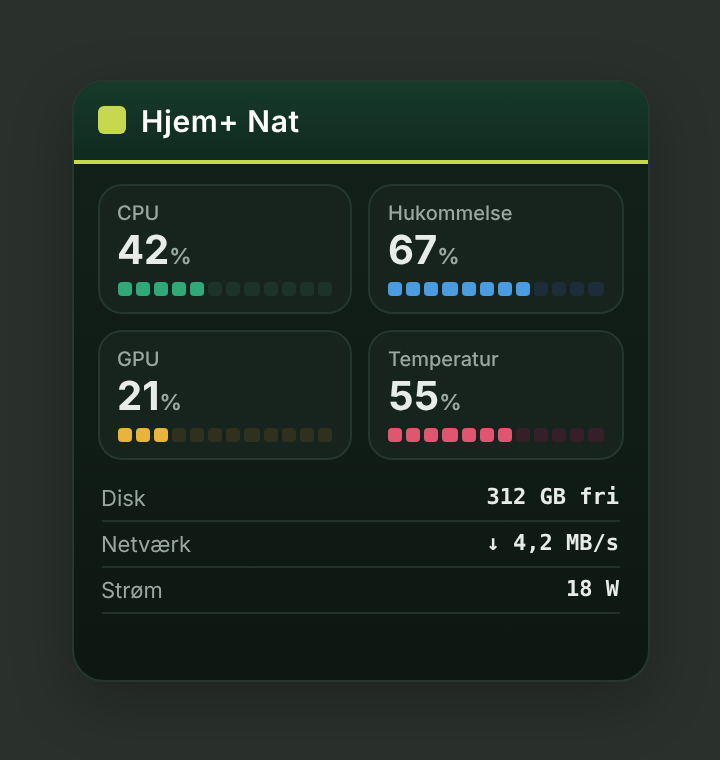 Hjem+ Nat
CPU
42%
Hukommelse
67%
GPU
21%
Temperatur
55%
Disk 312 GB fri
Netværk ↓ 4,2 MB/s
Strøm 18 W